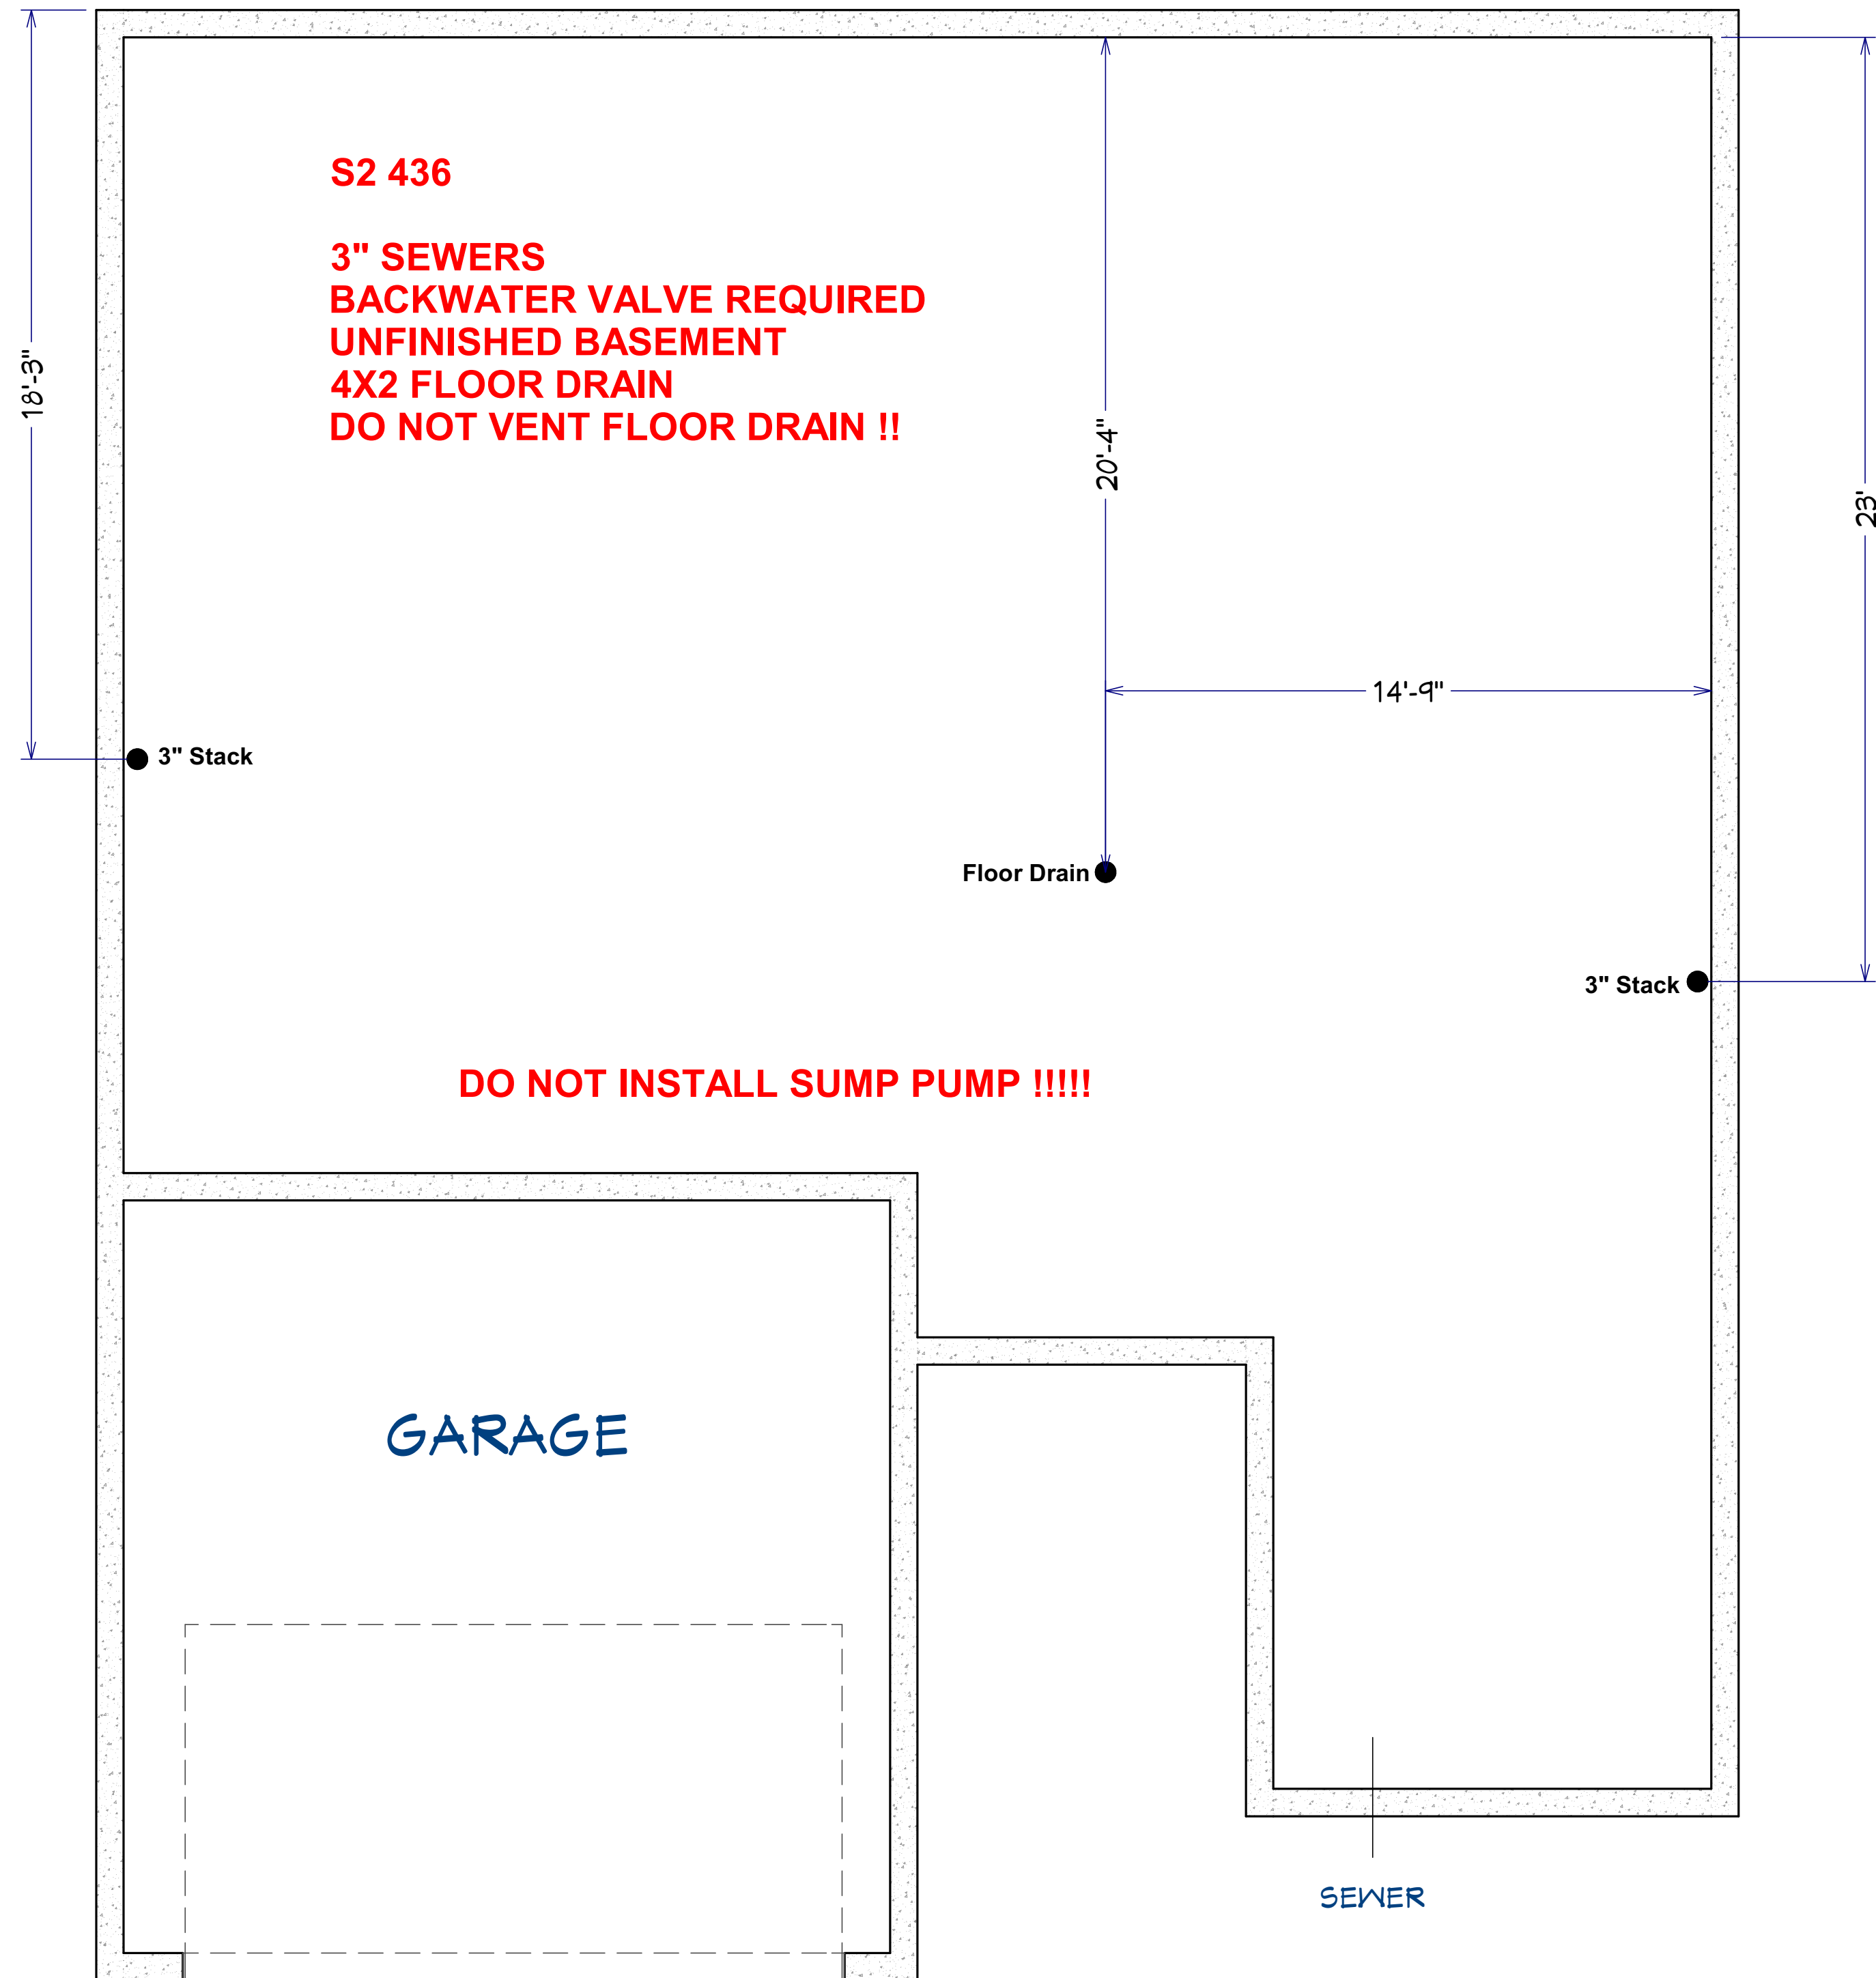 S2 436
3" SEWERS
BACKWATER VALVE REQUIRED
UNFINISHED BASEMENT
4X2 FLOOR DRAIN
DO NOT VENT FLOOR DRAIN !!
18'-3"
20'-4"
23'
14'-9"
3" Stack
Floor Drain
3" Stack
DO NOT INSTALL SUMP PUMP !!!!!
GARAGE
SEWER